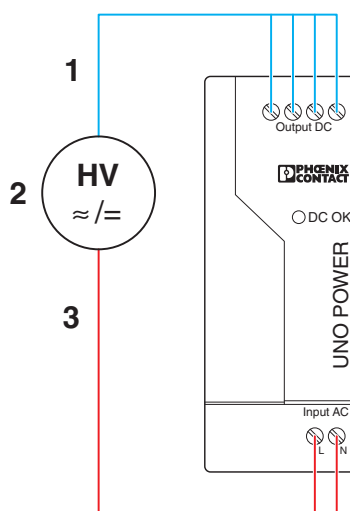 1
Output DC
PHŒNIX
CONTACT
2
HV
≈/=
DC OK
3
UNO POWER
Input AC
L
N